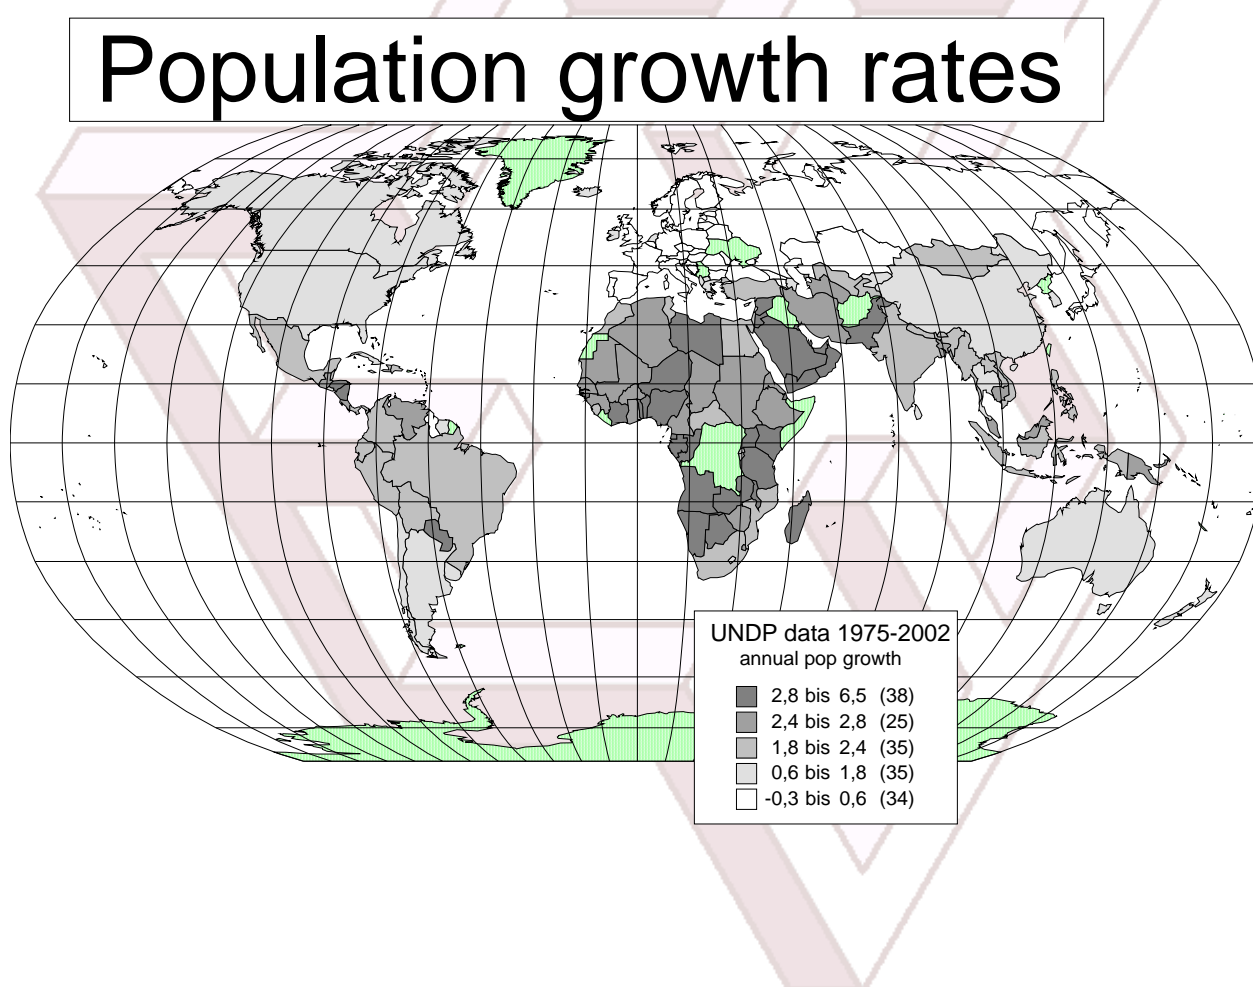 Population growth rates
UNDP data 1975-2002
annual pop growth
2,8 bis 6,5 (38)
2,4 bis 2,8 (25)
1,8 bis 2,4 (35)
0,6 bis 1,8 (35)
-0,3 bis 0,6 (34)